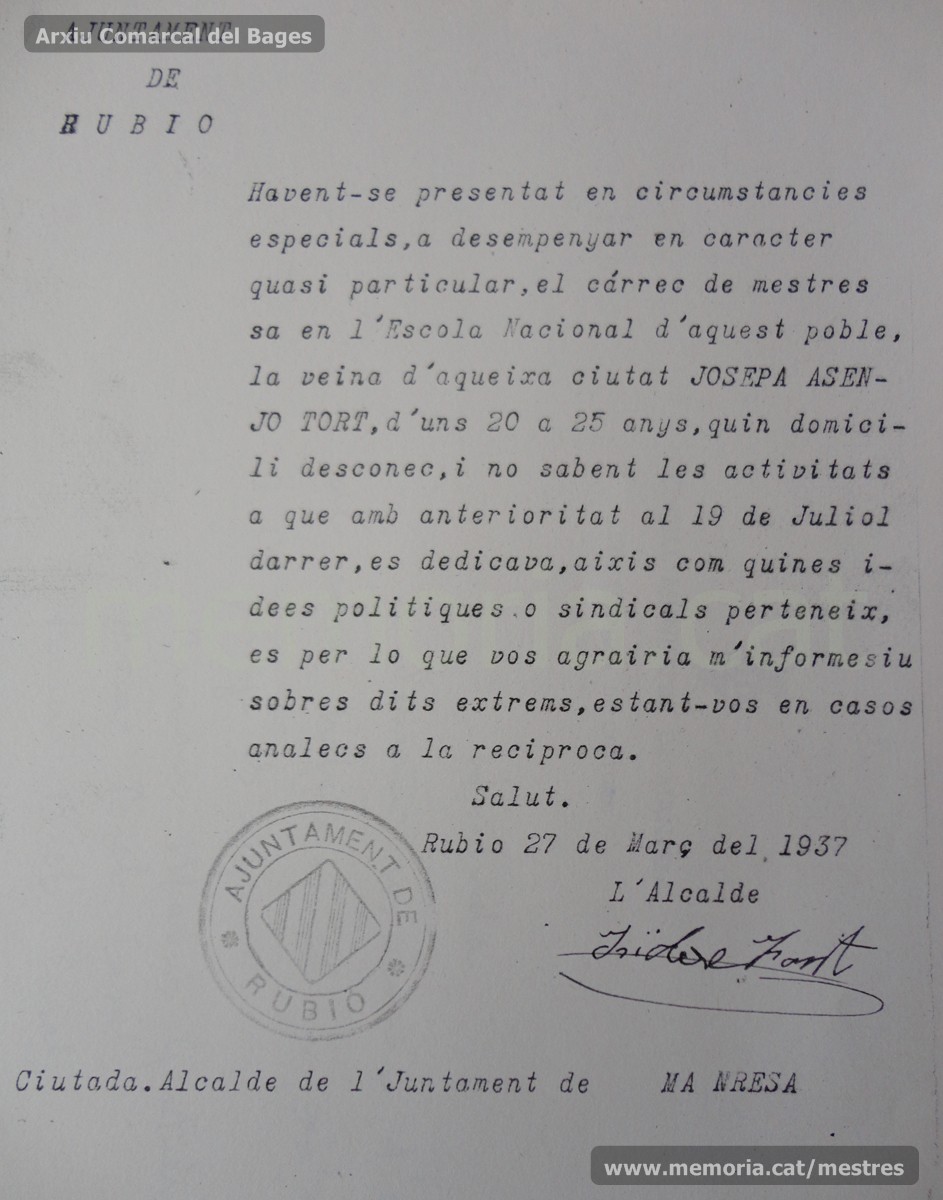 AJUNTAMENT
Arxiu Comarcal del Bages
DE
R U B I O
Havent-se presentat en circumstancies
especials,a desempenyar en caracter
quasi particular,el cárrec de mestres
sa en l'Escola Nacional d'aquest poble,
la veina d'aqueixa ciutat JOSEPA ASEN-
JO TORT,d'uns 20 a 25 anys,quin domici-
li desconec,i no sabent les activitats
a que amb anterioritat al 19 de Juliol
darrer,es dedicava,aixis com quines i-
dees politiques.o sindicals perteneix,
es per lo que vos agrairia m'informesiu
sobres dits extrems,estant-vos en casos
analecs a la reciproca.
Salut.
Rubio 27 de Març del 1937
L'Alcalde
Isidre Font
AJUNTAMENT DE
RUBIÓ
Ciutada.Alcalde de l'Juntament de MA NRESA
www.memoria.cat/mestres